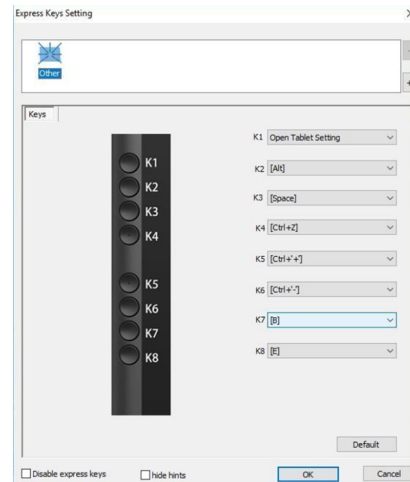 Express Keys Setting
Other
Keys
K1
K2
K3
K4
K5
K6
K7
K8
K1 Open Tablet Setting
K2 [Alt]
K3 [Space]
K4 [Ctrl+Z]
K5 [Ctrl+'+']
K6 [Ctrl+'-']
K7 [B]
K8 [E]
Default
Disable express keys
hide hints
OK
Cancel